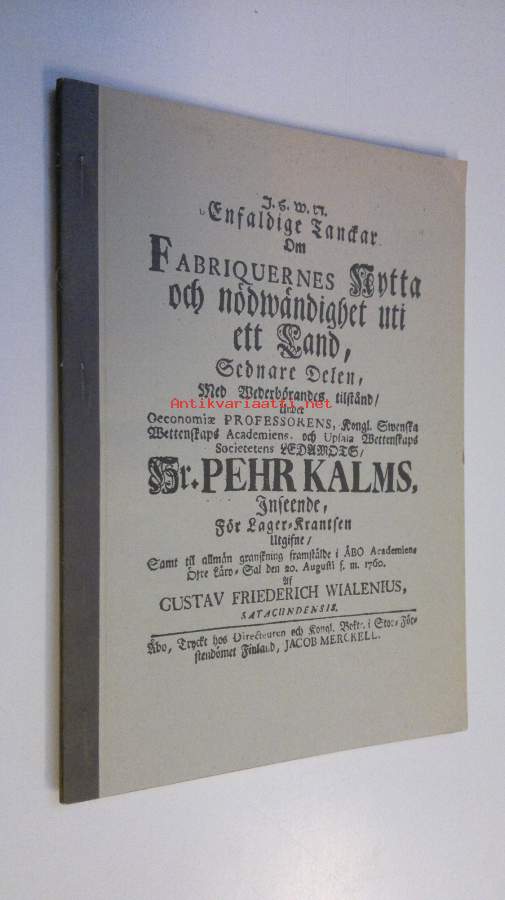 J. S. W. N.
Enfaldige Tanckar
Om
FABRIQUERNES Nytta
och nödwändighet uti
ett Land,
Sednare Delen,
Med Wederbörandes tilstånd/
Under
Antikvariaatti.net
Oeconomiæ PROFESSORENS, Kongl. Swenska
Wettenskaps Academiens, och Upsala Wettenskaps
Societetens LEDAMOTS/
Hr. PEHR KALMS,
Inseende,
För Lager-Krantsen
Utgifne/
Samt til allmän granskning framstälde i ÅBO Academiens
Öfre Läro-Sal den 20. Augusti f. m. 1760.
Af
GUSTAV FRIEDERICH WIALENIUS,
SATACUNDENSIS.
Åbo, Tryckt hos Directeuren och Kongl. Boktr. i Stor-För-
stendömet Finland, JACOB MERCKELL.